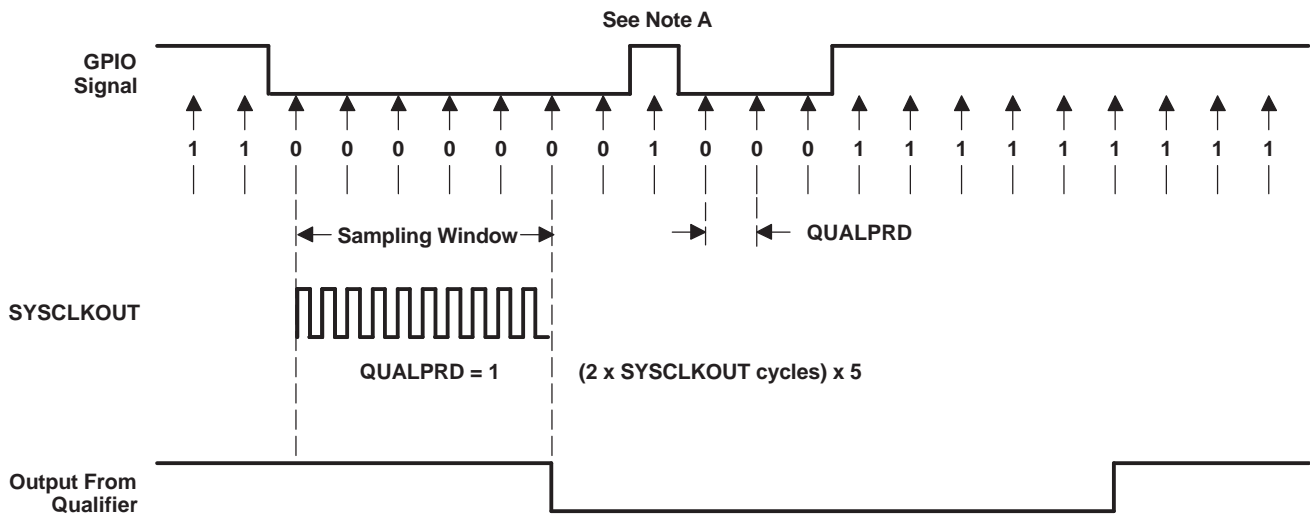 See Note A
GPIO
Signal
1 1 0 0 0 0 0 0 0 1 0 0 0 1 1 1 1 1 1 1 1 1
Sampling Window
QUALPRD
SYSCLKOUT
QUALPRD = 1
(2 x SYSCLKOUT cycles) x 5
Output From
Qualifier